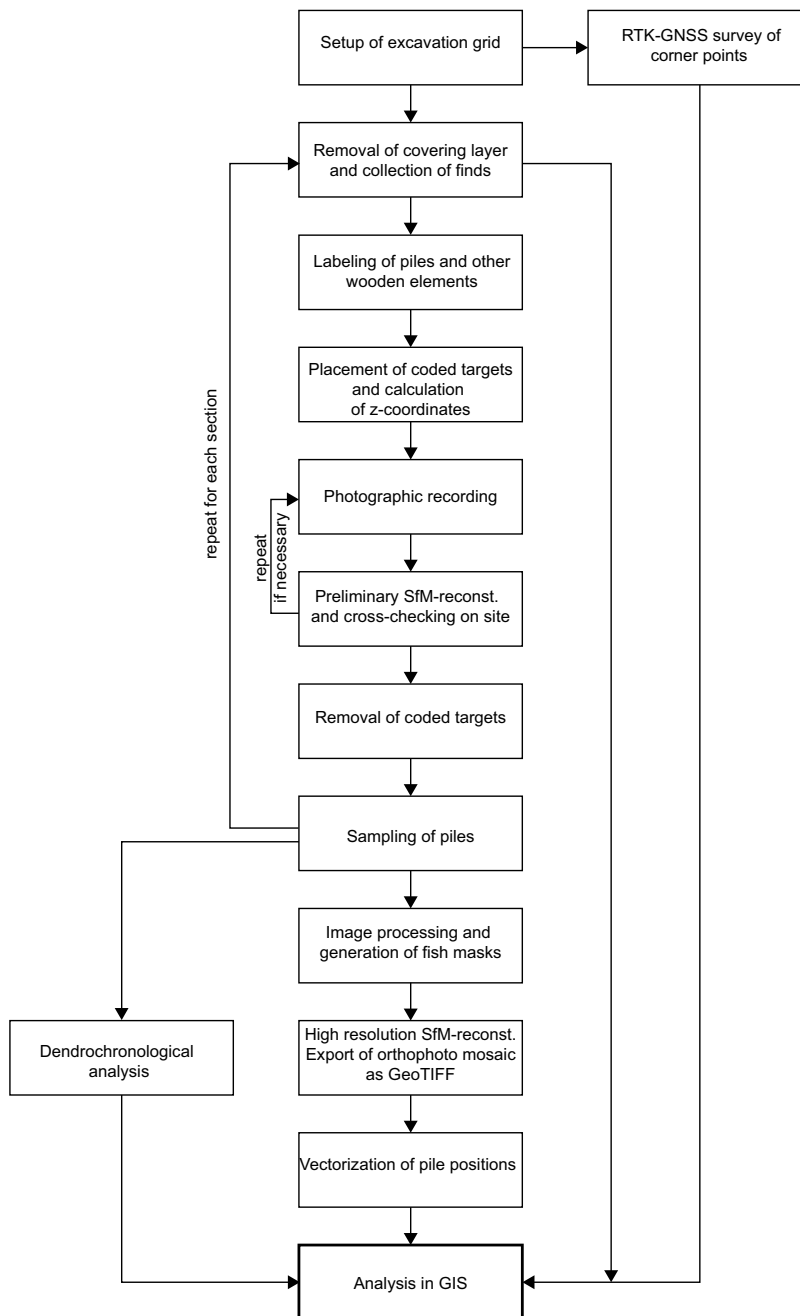 Setup of excavation grid
RTK-GNSS survey of
corner points
Removal of covering layer
and collection of finds
Labeling of piles and other
wooden elements
Placement of coded targets
and calculation
of z-coordinates
repeat for each section
Photographic recording
repeat
if necessary
Preliminary SfM-reconst.
and cross-checking on site
Removal of coded targets
Sampling of piles
Image processing and
generation of fish masks
Dendrochronological
analysis
High resolution SfM-reconst.
Export of orthophoto mosaic
as GeoTIFF
Vectorization of pile positions
Analysis in GIS